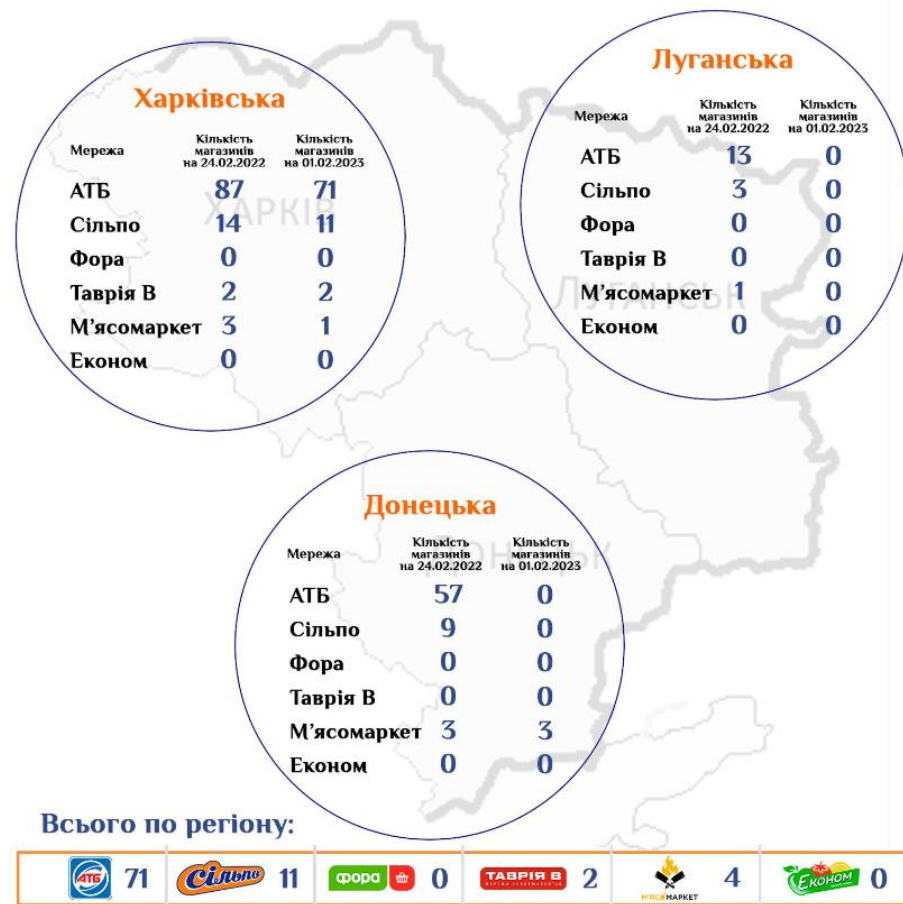 Харківська
Мережа Кількість магазинів на 24.02.2022 Кількість магазинів на 01.02.2023
АТБ 87 71
Сільпо 14 11
Фора 0 0
Таврія В 2 2
М'ясомаркет 3 1
Економ 0 0
ХАРКІВ
Луганська
Мережа Кількість магазинів на 24.02.2022 Кількість магазинів на 01.02.2023
АТБ 13 0
Сільпо 3 0
Фора 0 0
Таврія В 0 0
М'ясомаркет 1 0
Економ 0 0
ЛУГАНСЬК
Донецька
Мережа Кількість магазинів на 24.02.2022 Кількість магазинів на 01.02.2023
АТБ 57 0
Сільпо 9 0
Фора 0 0
Таврія В 0 0
М'ясомаркет 3 3
Економ 0 0
ДОНЕЦЬК
Всього по регіону:
АТБ 71 Сільпо 11 фора 0 ТАВРІЯ В 2 М'ЯСОМАРКЕТ 4 ЕКОНОМ 0